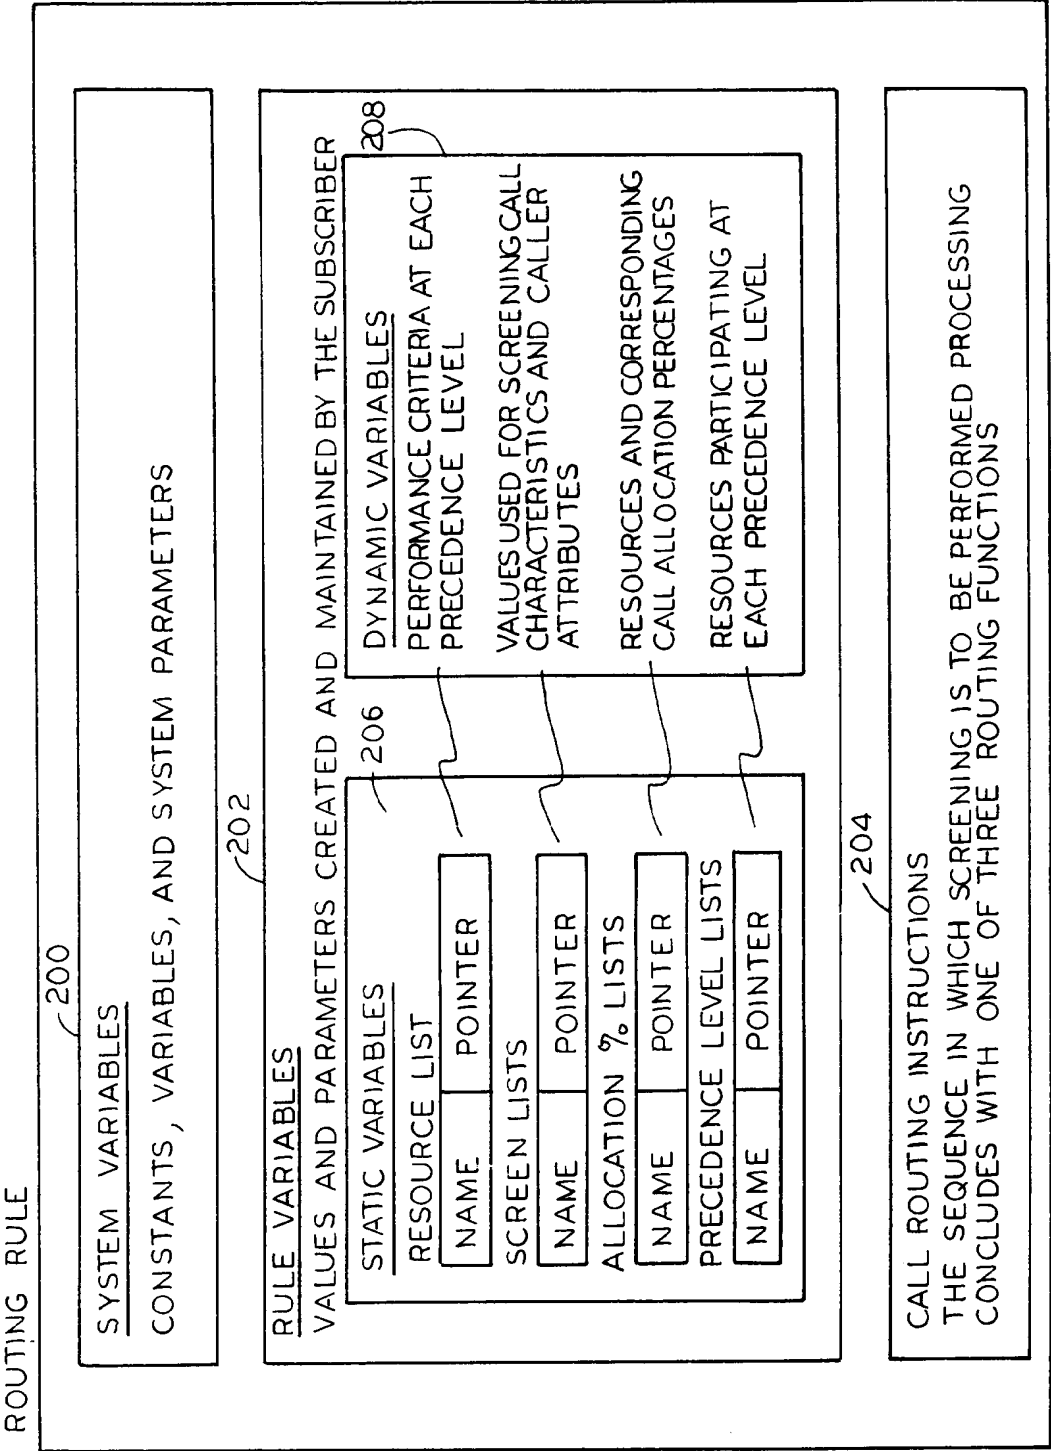 ROUTING RULE
200
SYSTEM VARIABLES
CONSTANTS, VARIABLES, AND SYSTEM PARAMETERS
202
RULE VARIABLES
VALUES AND PARAMETERS CREATED AND MAINTAINED BY THE SUBSCRIBER
206
STATIC VARIABLES
RESOURCE LIST
NAME POINTER
SCREEN LISTS
NAME POINTER
ALLOCATION % LISTS
NAME POINTER
PRECEDENCE LEVEL LISTS
NAME POINTER
208
DYNAMIC VARIABLES
PERFORMANCE CRITERIA AT EACH
PRECEDENCE LEVEL
VALUES USED FOR SCREENING CALL
CHARACTERISTICS AND CALLER
ATTRIBUTES
RESOURCES AND CORRESPONDING
CALL ALLOCATION PERCENTAGES
RESOURCES PARTICIPATING AT
EACH PRECEDENCE LEVEL
204
CALL ROUTING INSTRUCTIONS
THE SEQUENCE IN WHICH SCREENING IS TO BE PERFORMED PROCESSING
CONCLUDES WITH ONE OF THREE ROUTING FUNCTIONS